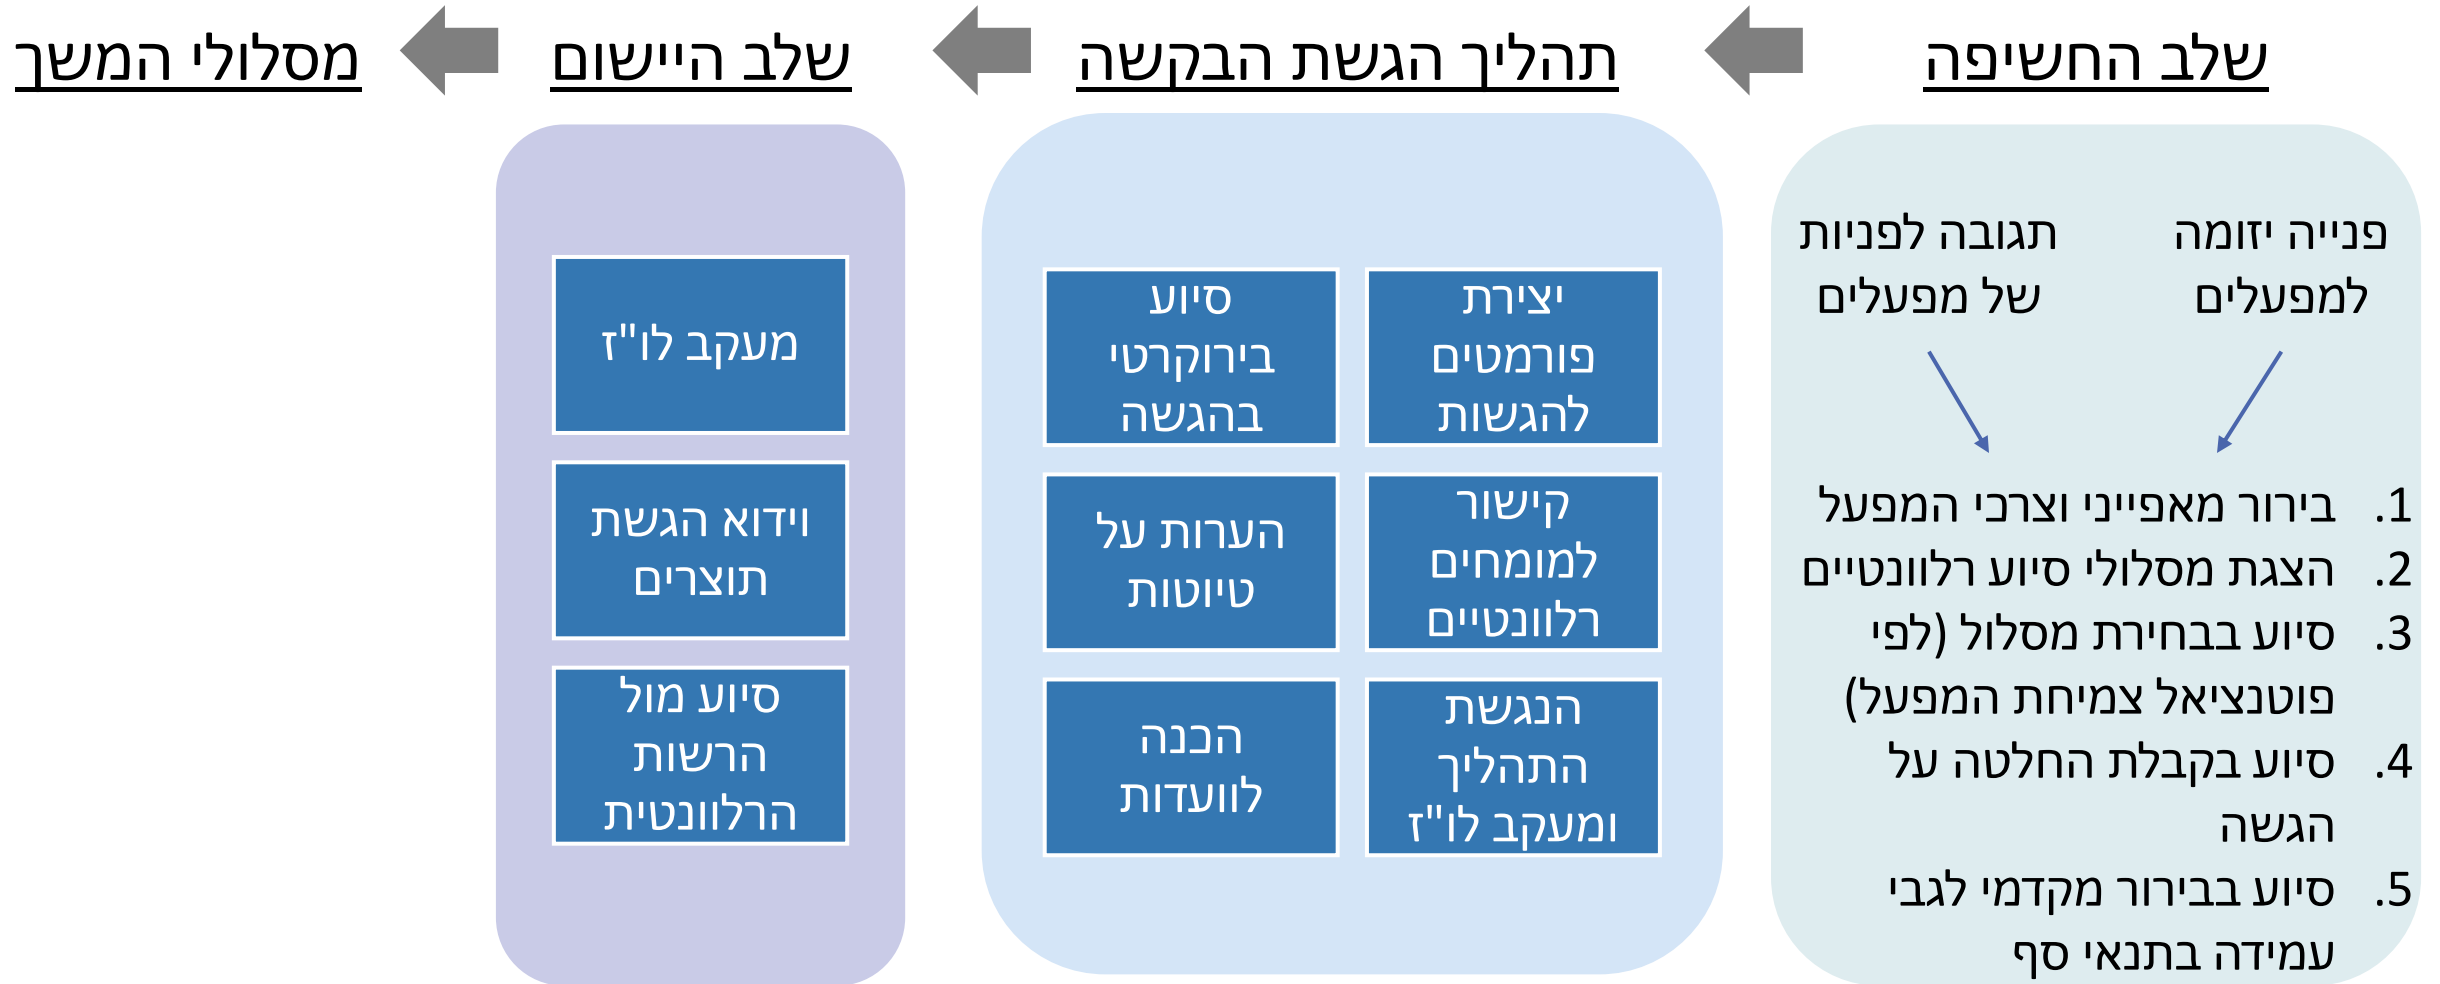 שלב החשיפה
תהליך הגשת הבקשה
שלב היישום
מסלולי המשך
פנייה יזומה
למפעלים
תגובה לפניות
של מפעלים
1. בירור מאפייני וצרכי המפעל
2. הצגת מסלולי סיוע רלוונטיים
3. סיוע בבחירת מסלול (לפי
פוטנציאל צמיחת המפעל)
4. סיוע בקבלת החלטה על
הגשה
5. סיוע בבירור מקדמי לגבי
עמידה בתנאי סף
יצירת
פורמטים
להגשות
סיוע
בירוקרטי
בהגשה
קישור
למומחים
רלוונטיים
הערות על
טיוטות
הנגשת
התהליך
ומעקב לו"ז
הכנה
לוועדות
מעקב לו"ז
וידוא הגשת
תוצרים
סיוע מול
הרשות
הרלוונטית